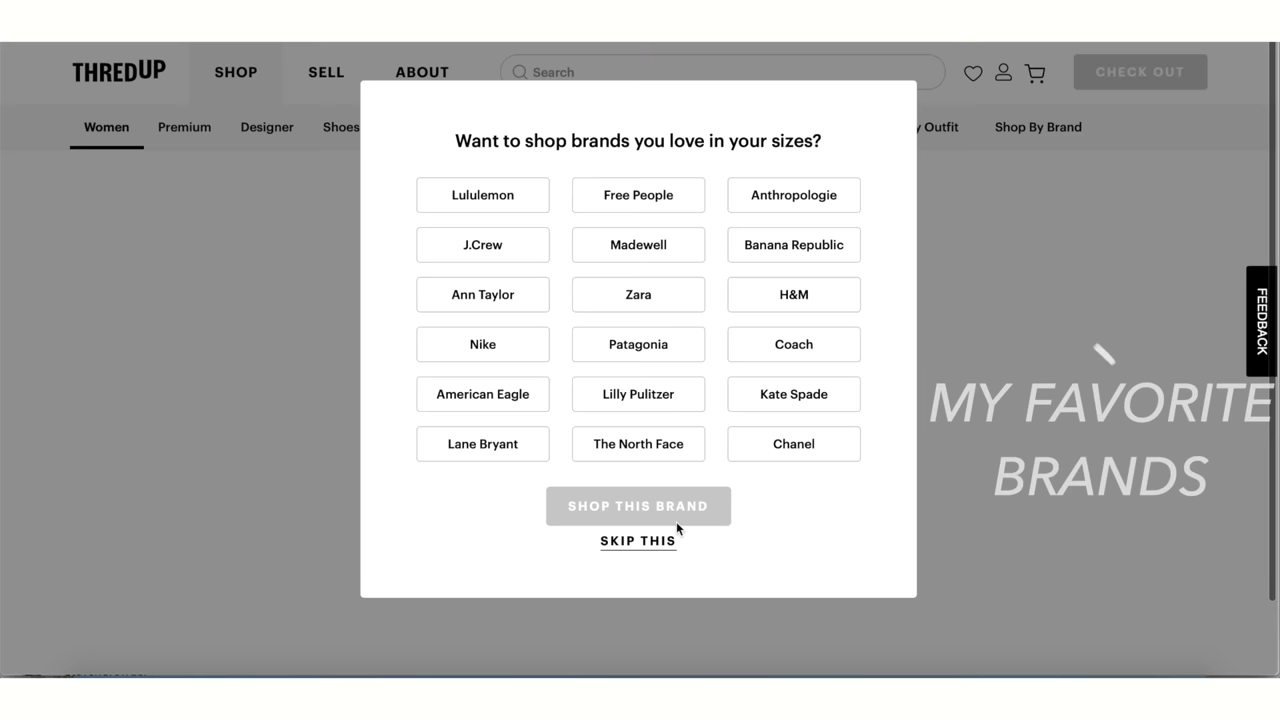 THREDUP SHOP SELL ABOUT Search CHECK OUT
Women Premium Designer Shoes Outfit Shop By Brand
Want to shop brands you love in your sizes?
Lululemon Free People Anthropologie
J.Crew Madewell Banana Republic
Ann Taylor Zara H&M
Nike Patagonia Coach
American Eagle Lilly Pulitzer Kate Spade
Lane Bryant The North Face Chanel
SHOP THIS BRAND
SKIP THIS
FEEDBACK
MY FAVORITE
BRANDS